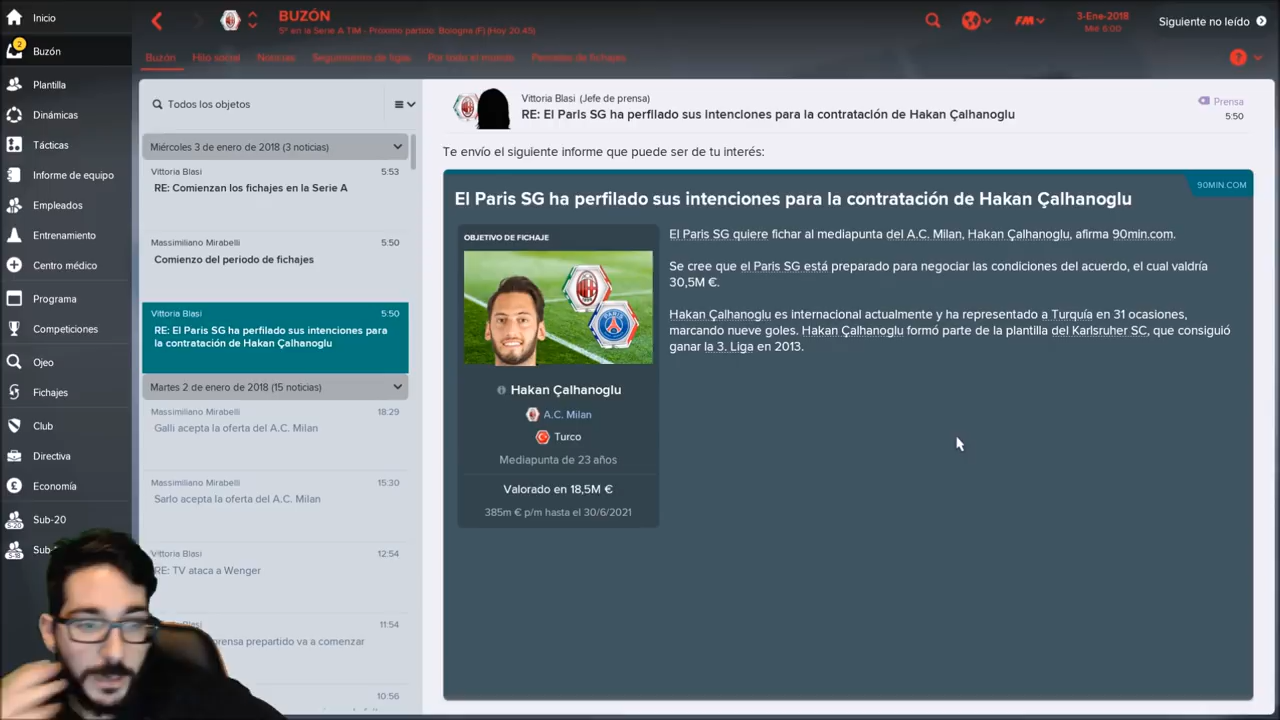 Inicio
BUZÓN
5º en la Serie A TIM - Próximo partido: Bologna (F) (Hoy 20.45)
FM
3-Ene-2018
Mié 6:00
Siguiente no leído
2
Buzón
Buzón
Hilo social
Noticias
Seguimiento de ligas
Por todo el mundo
Periodos de fichajes
?
Plantilla
Dinámicas
Tácticas
Informe de equipo
Empleados
Entrenamiento
Centro médico
Programa
Competiciones
Ojeo
Fichajes
Club
Directiva
Economía
Sub-20
Todos los objetos
Miércoles 3 de enero de 2018 (3 noticias)
Vittoria Blasi 5:53
RE: Comienzan los fichajes en la Serie A
Massimiliano Mirabelli 5:50
Comienzo del periodo de fichajes
Vittoria Blasi 5:50
RE: El Paris SG ha perfilado sus intenciones para
la contratación de Hakan Çalhanoglu
Martes 2 de enero de 2018 (15 noticias)
Massimiliano Mirabelli 18:29
Galli acepta la oferta del A.C. Milan
Massimiliano Mirabelli 15:30
Sarlo acepta la oferta del A.C. Milan
Vittoria Blasi 12:54
RE: TV ataca a Wenger
Vittoria Blasi 11:54
prensa prepartido va a comenzar
10:56
Vittoria Blasi (Jefe de prensa)
RE: El Paris SG ha perfilado sus intenciones para la contratación de Hakan Çalhanoglu
Prensa
5:50
Te envío el siguiente informe que puede ser de tu interés:
90MIN.COM
El Paris SG ha perfilado sus intenciones para la contratación de Hakan Çalhanoglu
OBJETIVO DE FICHAJE
Hakan Çalhanoglu
A.C. Milan
Turco
Mediapunta de 23 años
Valorado en 18,5M €
385m € p/m hasta el 30/6/2021
El Paris SG quiere fichar al mediapunta del A.C. Milan, Hakan Çalhanoglu, afirma 90min.com.
Se cree que el Paris SG está preparado para negociar las condiciones del acuerdo, el cual valdría
30,5M €.
Hakan Çalhanoglu es internacional actualmente y ha representado a Turquía en 31 ocasiones,
marcando nueve goles. Hakan Çalhanoglu formó parte de la plantilla del Karlsruher SC, que consiguió
ganar la 3. Liga en 2013.